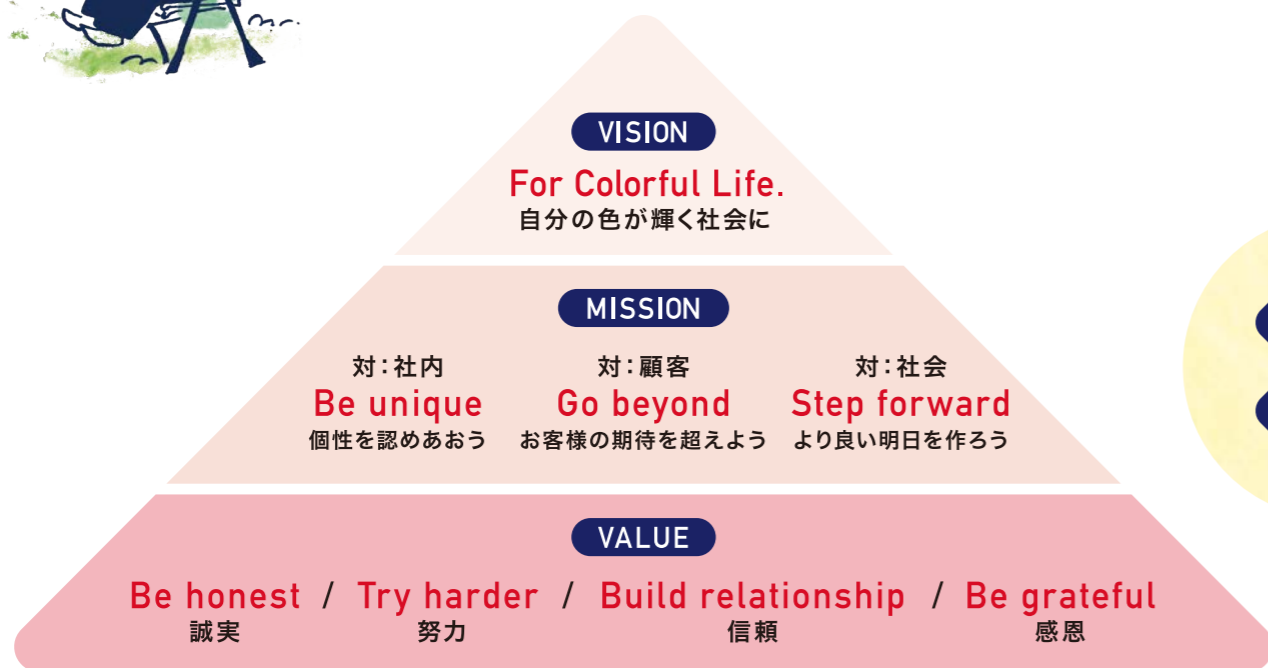 VISION
For Colorful Life.
自分の色が輝く社会に
MISSION
対：社内
Be unique
個性を認めあおう
対：顧客
Go beyond
お客様の期待を超えよう
対：社会
Step forward
より良い明日を作ろう
VALUE
Be honest / Try harder / Build relationship / Be grateful
誠実 努力 信頼 感恩